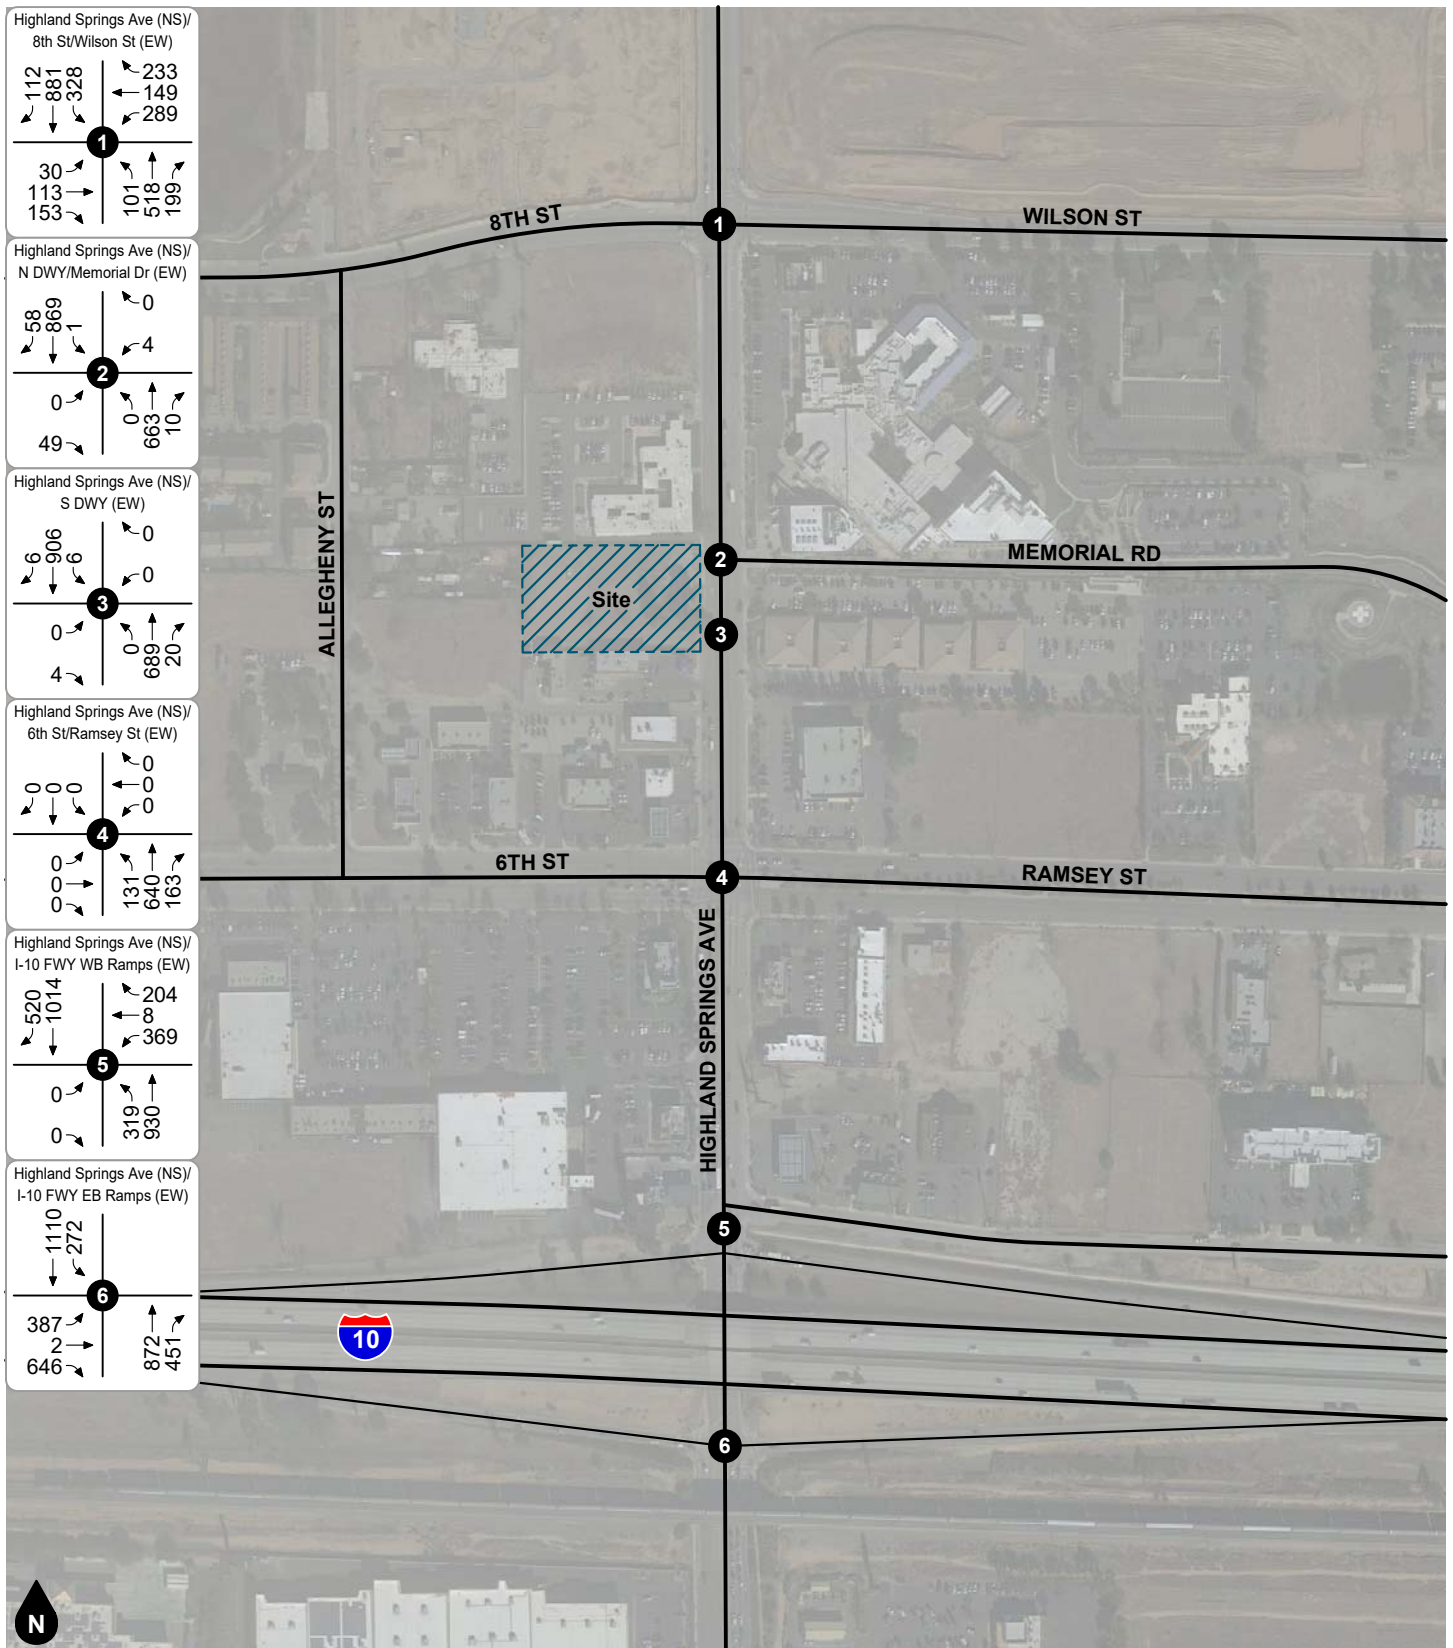 Highland Springs Ave (NS)/
8th St/Wilson St (EW)
112 881 328
233
149
289
1
30
113
153
101 518 199
Highland Springs Ave (NS)/
N DWY/Memorial Dr (EW)
58 869 1
0
4
2
0
49
0 663 10
Highland Springs Ave (NS)/
S DWY (EW)
6 906 6
0
0
3
0
4
0 689 20
Highland Springs Ave (NS)/
6th St/Ramsey St (EW)
0 0 0
0
0
0
4
0
0
0
131 640 163
Highland Springs Ave (NS)/
I-10 FWY WB Ramps (EW)
520 1014
204
8
369
5
0
0
319 930
Highland Springs Ave (NS)/
I-10 FWY EB Ramps (EW)
1110 272
6
387
2
646
872 451
8TH ST
1
WILSON ST
ALLEGHENY ST
2
MEMORIAL RD
Site
3
6TH ST
4
RAMSEY ST
HIGHLAND SPRINGS AVE
5
10
6
N